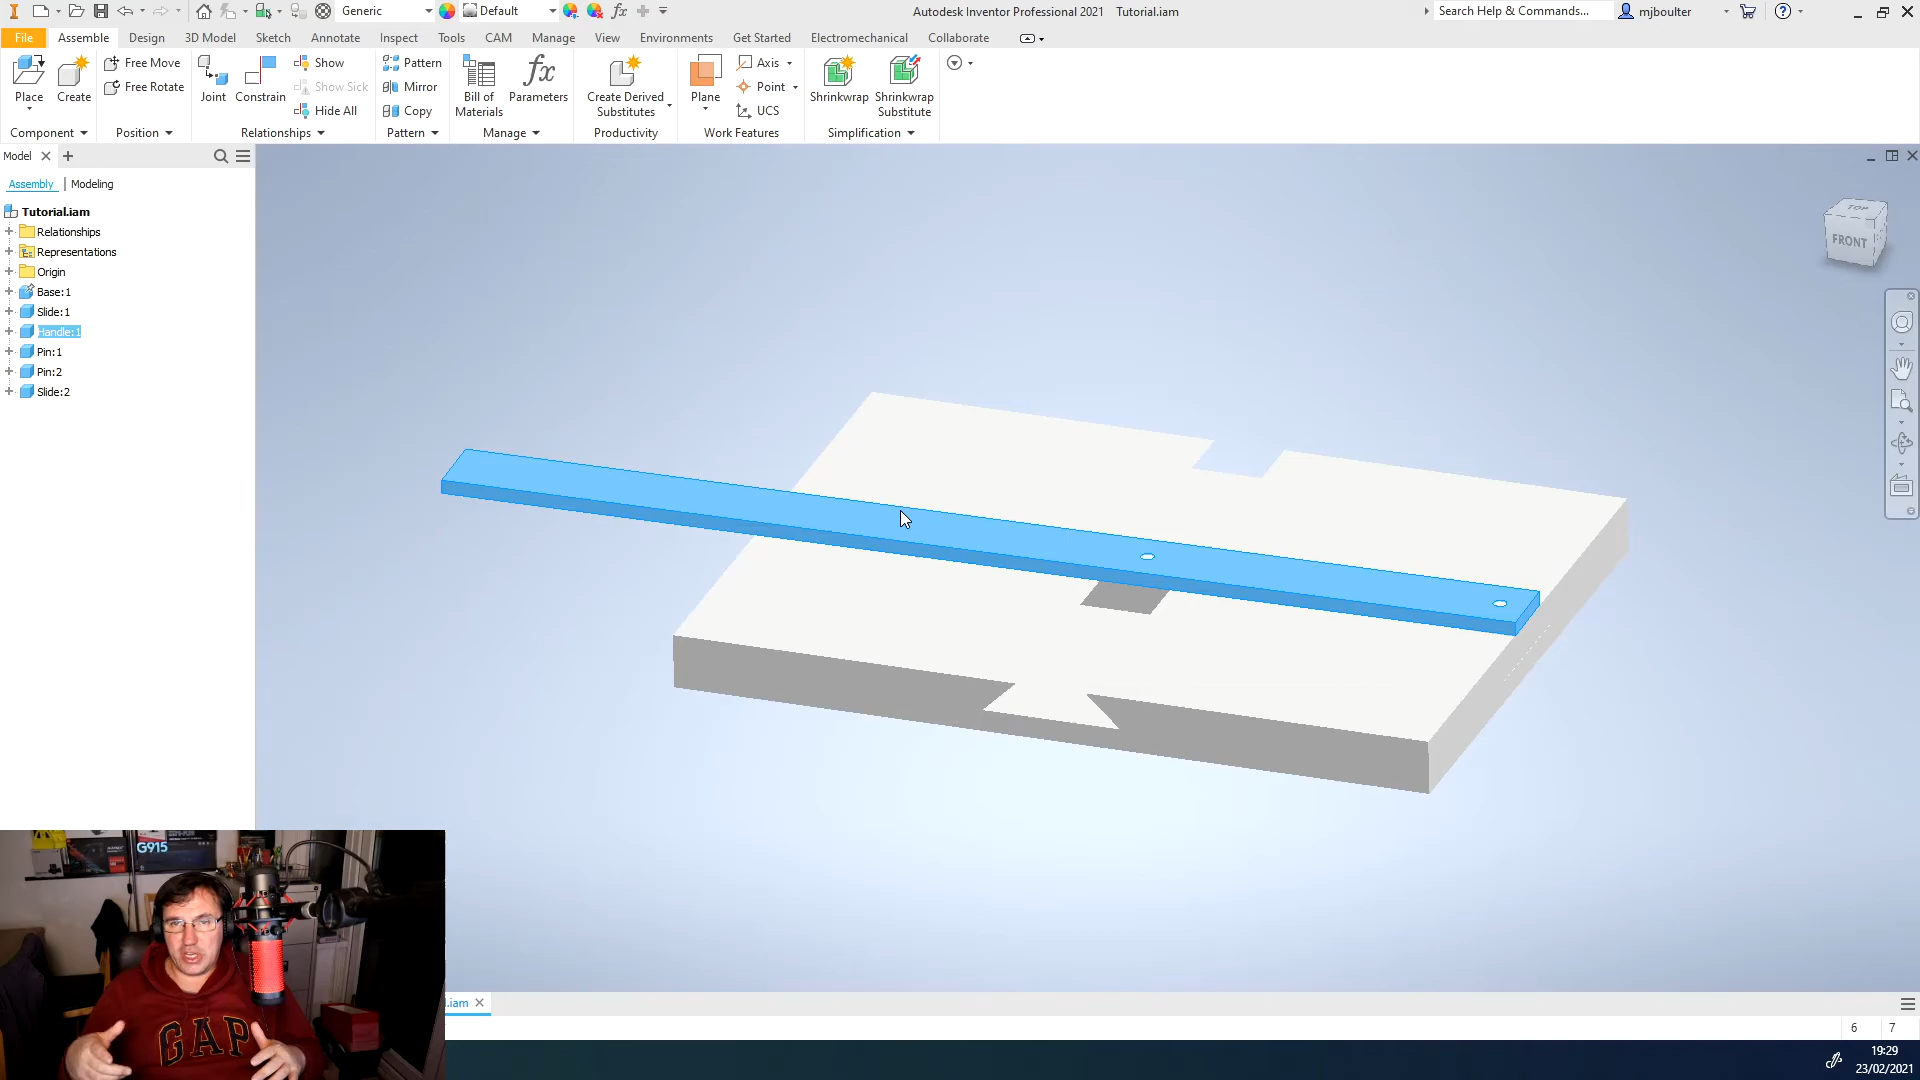 Generic
Default
Autodesk Inventor Professional 2021 Tutorial.iam
Search Help & Commands...
mjboulter
File Assemble Design 3D Model Sketch Annotate Inspect Tools CAM Manage View Environments Get Started Electromechanical Collaborate
Place
Create
Free Move
Free Rotate
Joint
Constrain
Show
Show Sick
Hide All
Pattern
Mirror
Copy
Bill of
Materials
fx
Parameters
Create Derived
Substitutes
Plane
Axis
Point
UCS
Shrinkwrap
Shrinkwrap
Substitute
Component Position Relationships Pattern Manage Productivity Work Features Simplification
Model
Assembly | Modeling
Tutorial.iam
Relationships
Representations
Origin
Base:1
Slide:1
Handle:1
Pin:1
Pin:2
Slide:2
TOP
FRONT
G915
GAP
.iam
6 7
19:29
23/02/2021